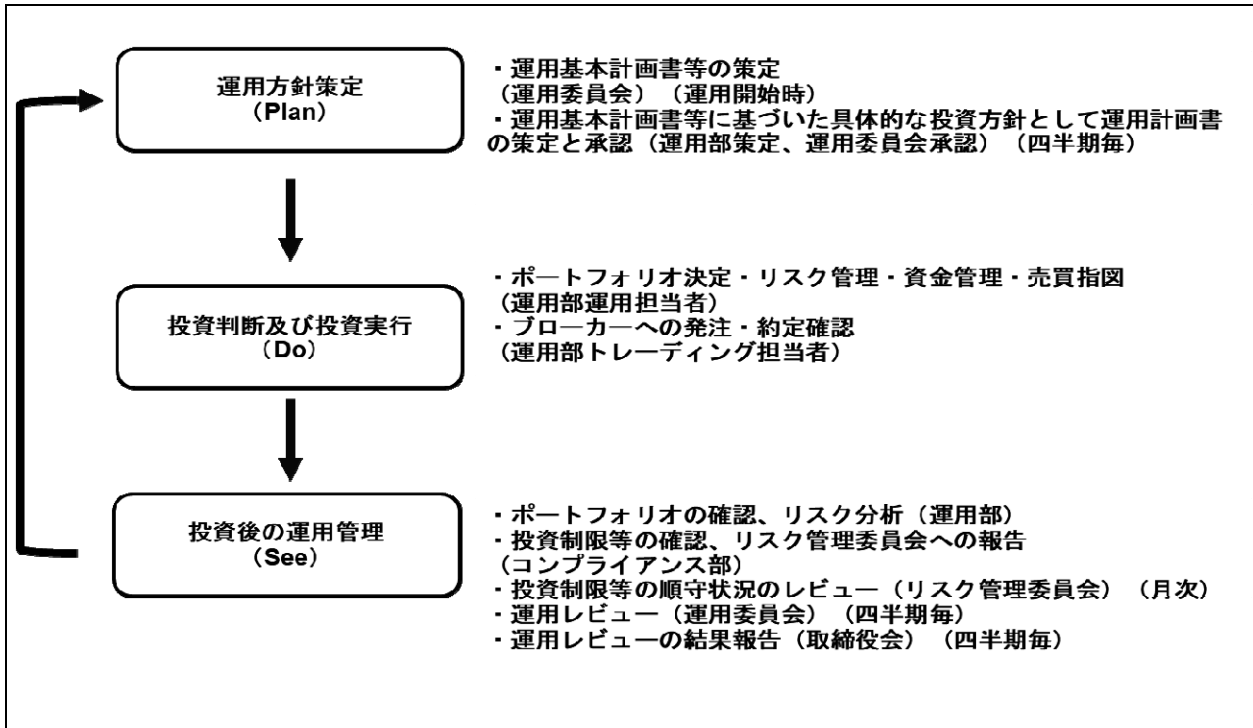 運用方針策定
(Plan)
・運用基本計画書等の策定
(運用委員会)(運用開始時)
・運用基本計画書等に基づいた具体的な投資方針として運用計画書
の策定と承認(運用部策定、運用委員会承認)(四半期毎)
投資判断及び投資実行
(Do)
・ポートフォリオ決定・リスク管理・資金管理・売買指図
(運用部運用担当者)
・ブローカーへの発注・約定確認
(運用部トレーディング担当者)
投資後の運用管理
(See)
・ポートフォリオの確認、リスク分析(運用部)
・投資制限等の確認、リスク管理委員会への報告
(コンプライアンス部)
・投資制限等の順守状況のレビュー(リスク管理委員会)(月次)
・運用レビュー(運用委員会)(四半期毎)
・運用レビューの結果報告(取締役会)(四半期毎)